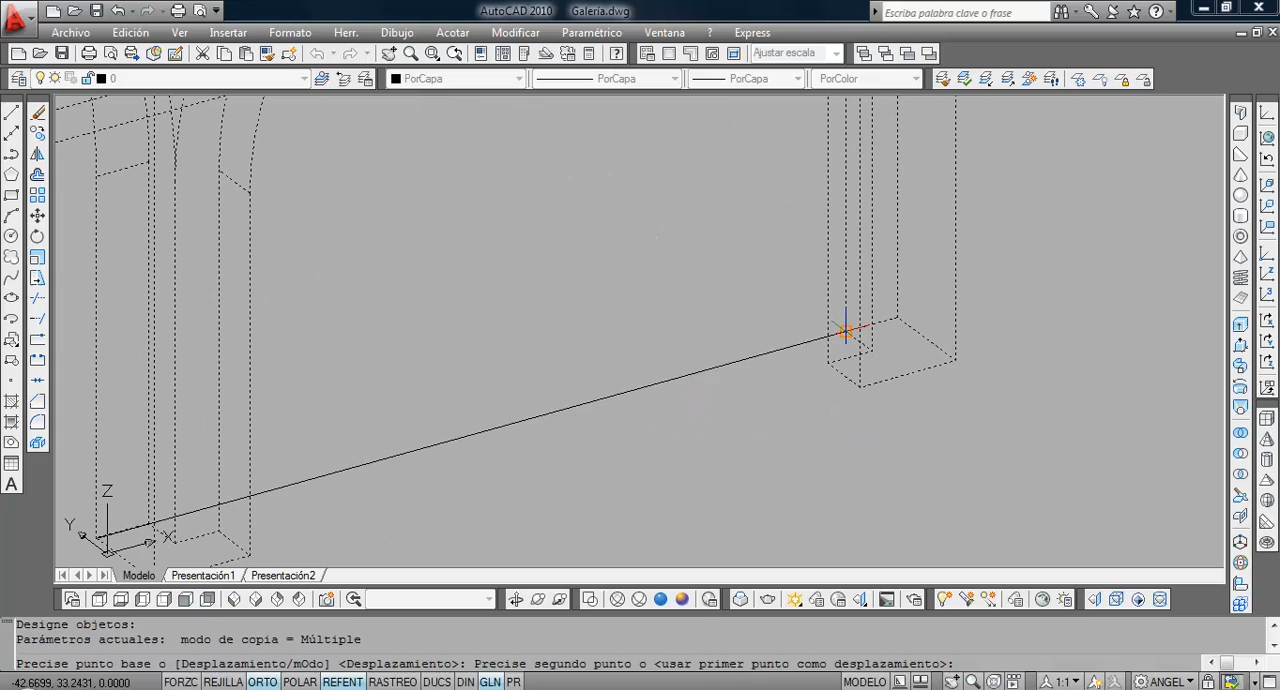 AutoCAD 2010 Galería.dwg
Escriba palabra clave o frase
Archivo Edición Ver Insertar Formato Herr. Dibujo Acotar Modificar Paramétrico Ventana ? Express
Ajustar escala
0 PorCapa PorCapa PorCapa PorColor
Z
Y
X
A
Modelo Presentación1 Presentación2
Designe objetos:
Parámetros actuales: modo de copia = Múltiple
Precise punto base o [Desplazamiento/mOdo] <Desplazamiento>: Precise segundo punto o <usar primer punto como desplazamiento>:
-42.6699, 33.2431, 0.0000 FORZC REJILLA ORTO POLAR REFENT RASTREO DUCS DIN GLN PR MODELO 1:1 ANGEL